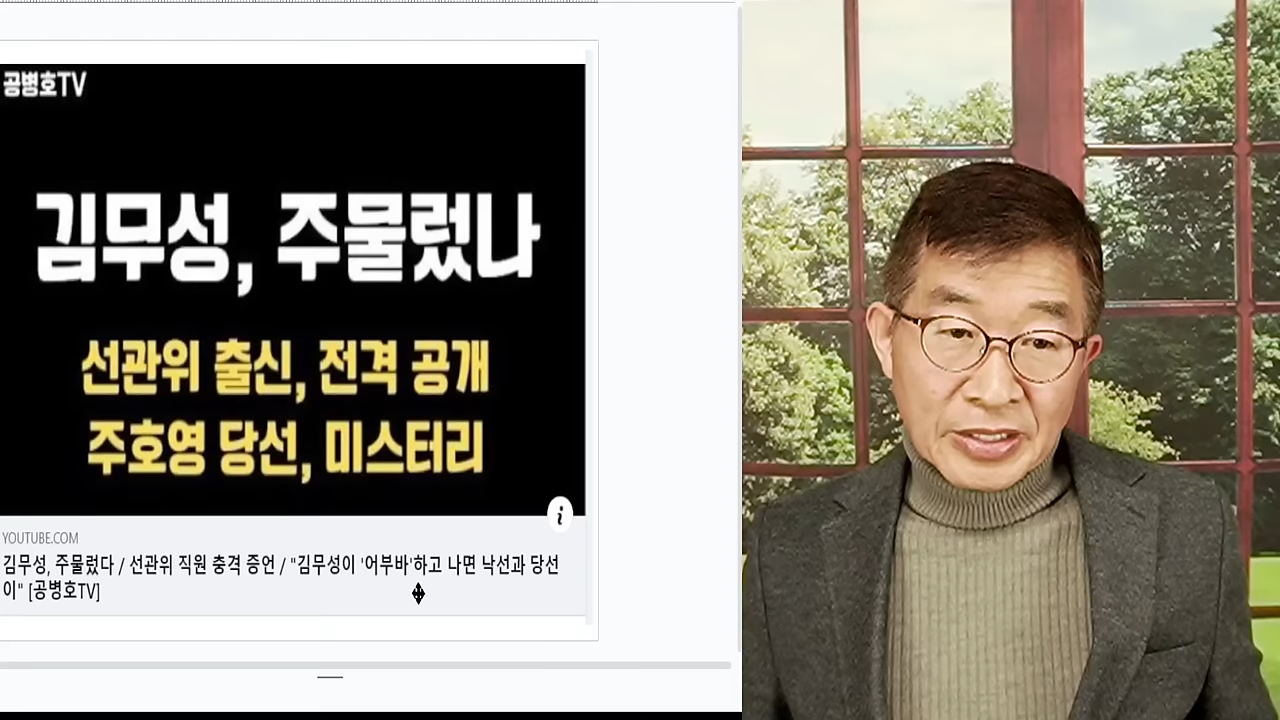 공병호TV
김무성, 주물렀나
선관위 출신, 전격 공개
주호영 당선, 미스터리
i
YOUTUBE.COM
김무성, 주물렀다 / 선관위 직원 충격 증언 / "김무성이 '어부바'하고 나면 낙선과 당선
이" [공병호TV]